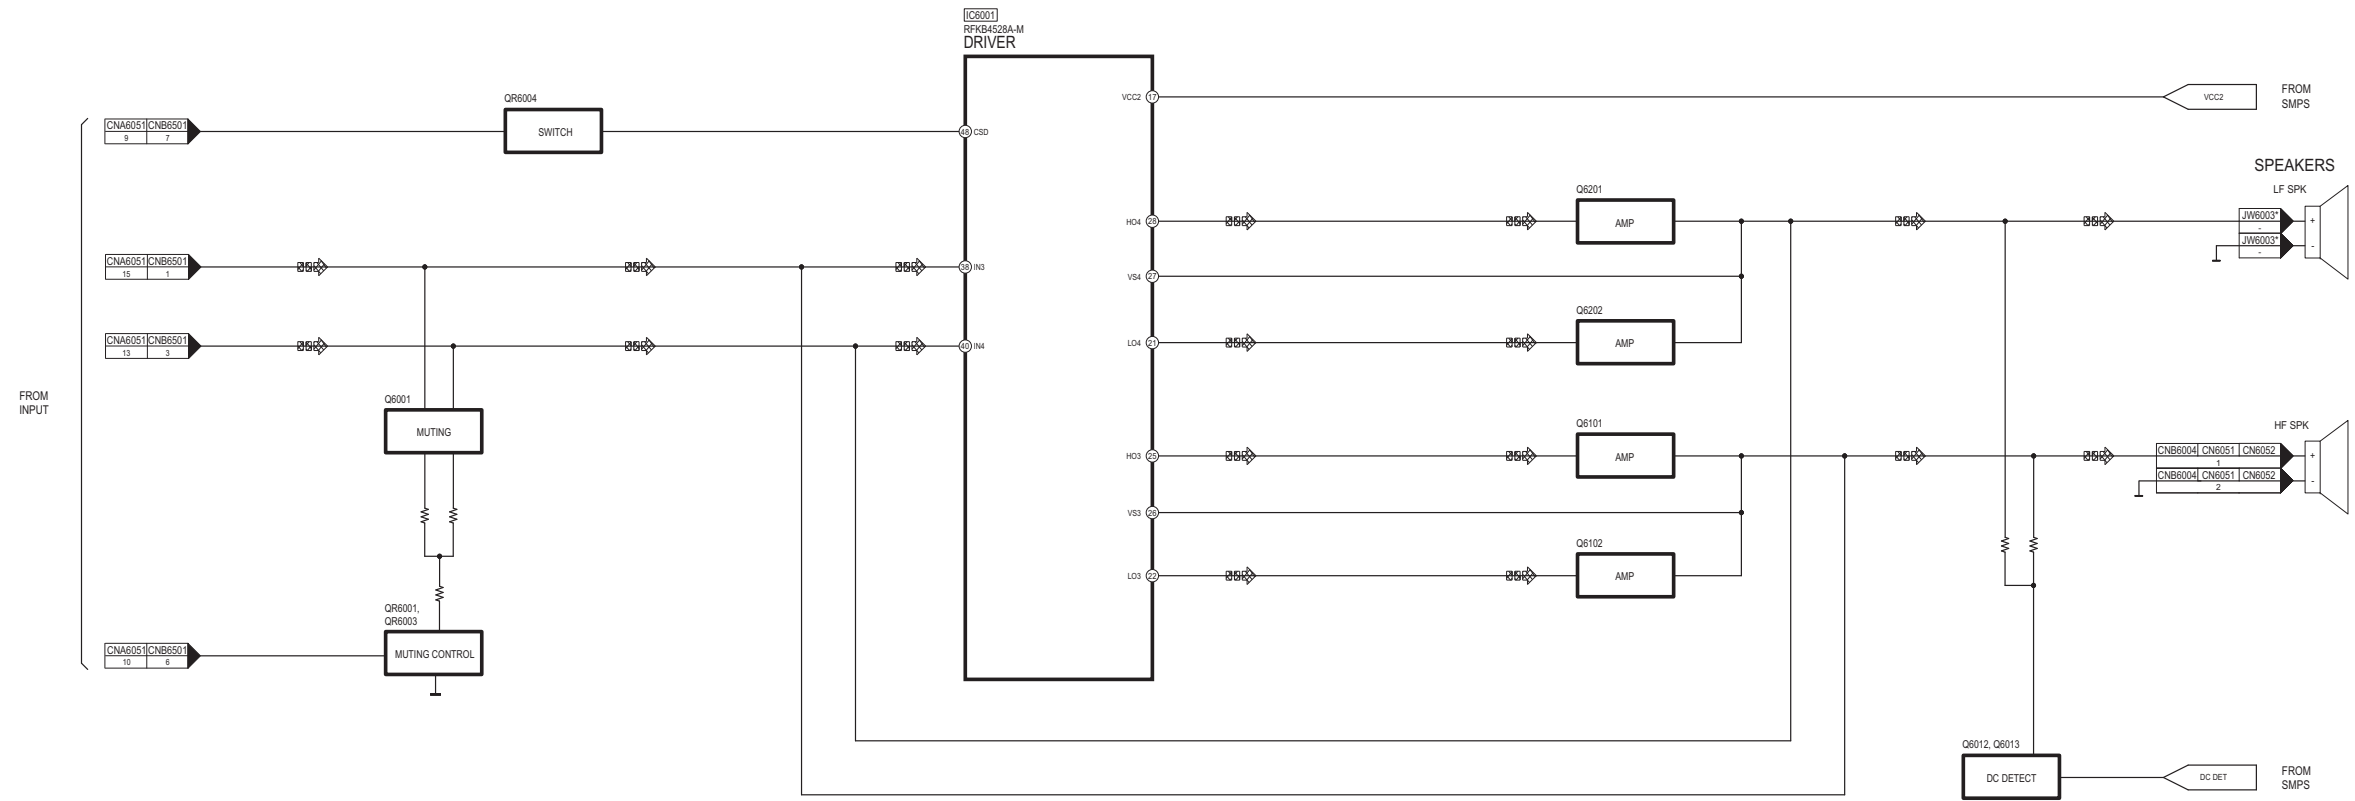 IC6001
RFKB4528A-M
DRIVER
QR6004
VCC2 17
VCC2
FROM
SMPS
CNA6051 CNB6501
9 7
SWITCH
48 CSD
SPEAKERS
LF SPK
Q6201
HO4 28
AMP
JW6003*
-
+
JW6003*
-
-
CNA6051 CNB6501
15 1
38 IN3
VS4 27
Q6202
CNA6051 CNB6501
13 3
40 IN4
LO4 21
AMP
FROM
INPUT
Q6001
MUTING
Q6101
HF SPK
HO3 25
AMP
CNB6004 CN6051 CN6052
1
+
CNB6004 CN6051 CN6052
2
-
VS3 26
Q6102
LO3 22
AMP
QR6001,
QR6003
CNA6051 CNB6501
10 6
MUTING CONTROL
Q6012, Q6013
DC DETECT
DC DET
FROM
SMPS